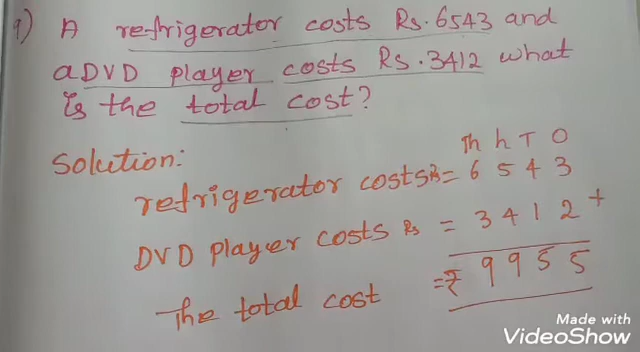 9) A refrigerator costs Rs.6543 and
a DVD player costs Rs.3412 what
is the total cost?
Solution:
Th h T O
refrigerator costs Rs = 6 5 4 3
DVD player costs Rs = 3 4 1 2 +
The total cost = ₹ 9 9 5 5
Made with
VideoShow